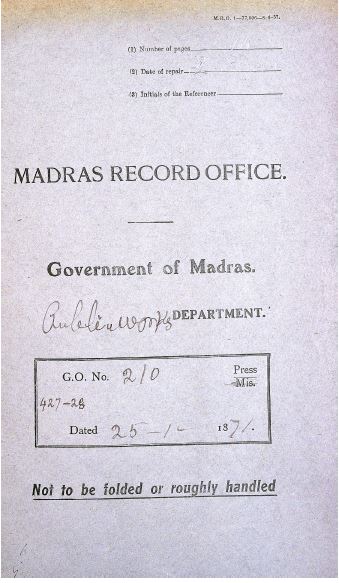 M.R.O. 1—77,000—8-4-37.
(1) Number of pages
(2) Date of repair
(3) Initials of the Referencer
MADRAS RECORD OFFICE.
Government of Madras.
Public works DEPARTMENT.
G.O. No. 210 Press
Mis.
427-28
Dated 25-1- 1871.
Not to be folded or roughly handled